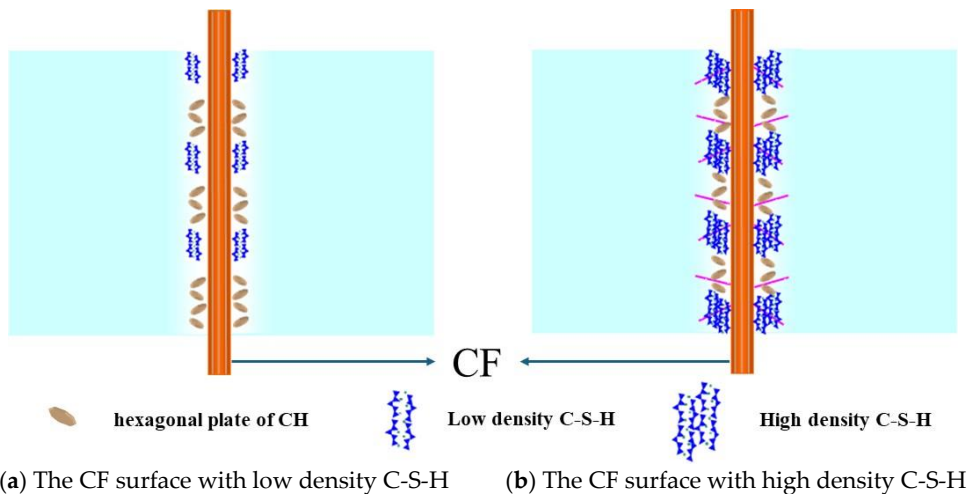 CF
hexagonal plate of CH
Low density C-S-H
High density C-S-H
(a) The CF surface with low density C-S-H
(b) The CF surface with high density C-S-H